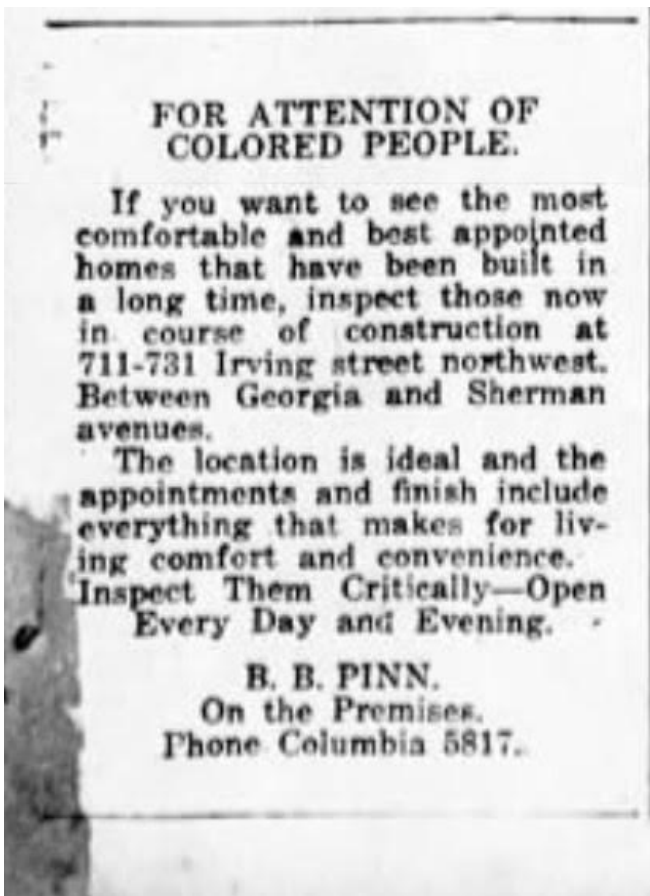 FOR ATTENTION OF
COLORED PEOPLE.
If you want to see the most
comfortable and best appointed
homes that have been built in
a long time, inspect those now
in course of construction at
711-731 Irving street northwest.
Between Georgia and Sherman
avenues.
The location is ideal and the
appointments and finish include
everything that makes for liv-
ing comfort and convenience.
Inspect Them Critically—Open
Every Day and Evening.
B. B. PINN.
On the Premises.
Phone Columbia 5817.